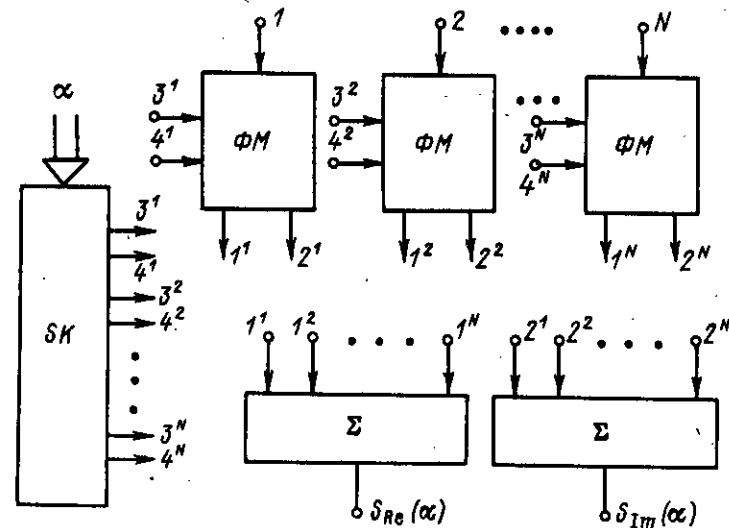 1 2 N
α 3¹ 3² 3ᴺ
4¹ 4² 4ᴺ
ФМ ФМ ФМ
1¹ 2¹ 1² 2² 1ᴺ 2ᴺ
SK
3¹
4¹
3²
4²
3ᴺ
4ᴺ
1¹ 1² 1ᴺ 2¹ 2² 2ᴺ
Σ Σ
S_Re(α) S_Im(α)